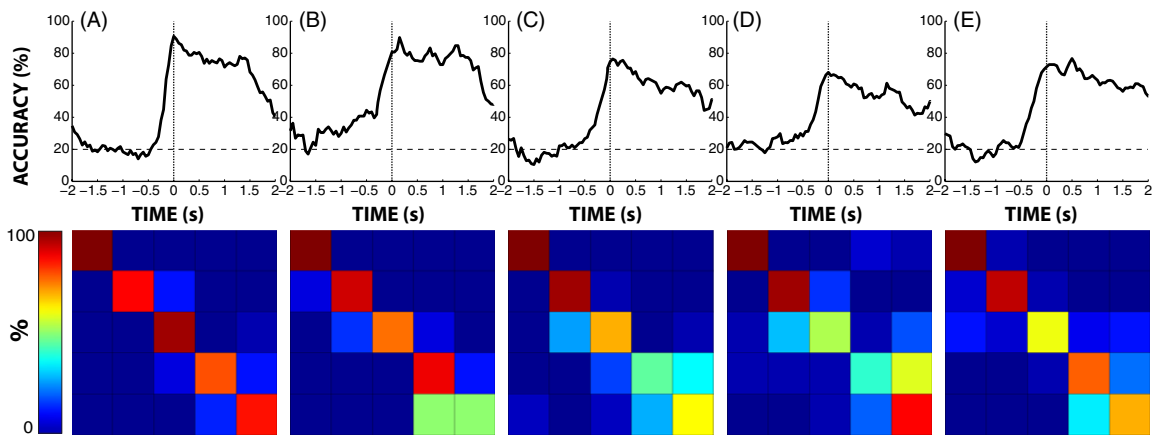 (A) (B) (C) (D) (E)
ACCURACY (%)
100 100 100 100 100
80 80 80 80 80
60 60 60 60 60
40 40 40 40 40
20 20 20 20 20
0 0 0 0 0
−2 −1.5 −1 −0.5 0 0.5 1 1.5 2 −2 −1.5 −1 −0.5 0 0.5 1 1.5 2 −2 −1.5 −1 −0.5 0 0.5 1 1.5 2 −2 −1.5 −1 −0.5 0 0.5 1 1.5 2 −2 −1.5 −1 −0.5 0 0.5 1 1.5 2
TIME (s) TIME (s) TIME (s) TIME (s) TIME (s)
100
%
0